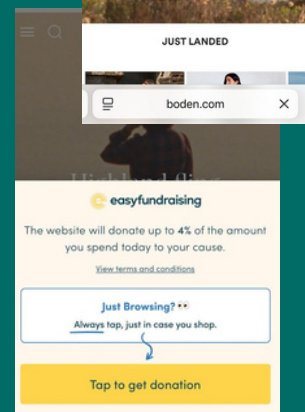 JUST LANDED
boden.com
Highland fling
easyfundraising
The website will donate up to 4% of the amount
you spend today to your cause.
View terms and conditions
Just Browsing? 👀
Always tap, just in case you shop.
Tap to get donation